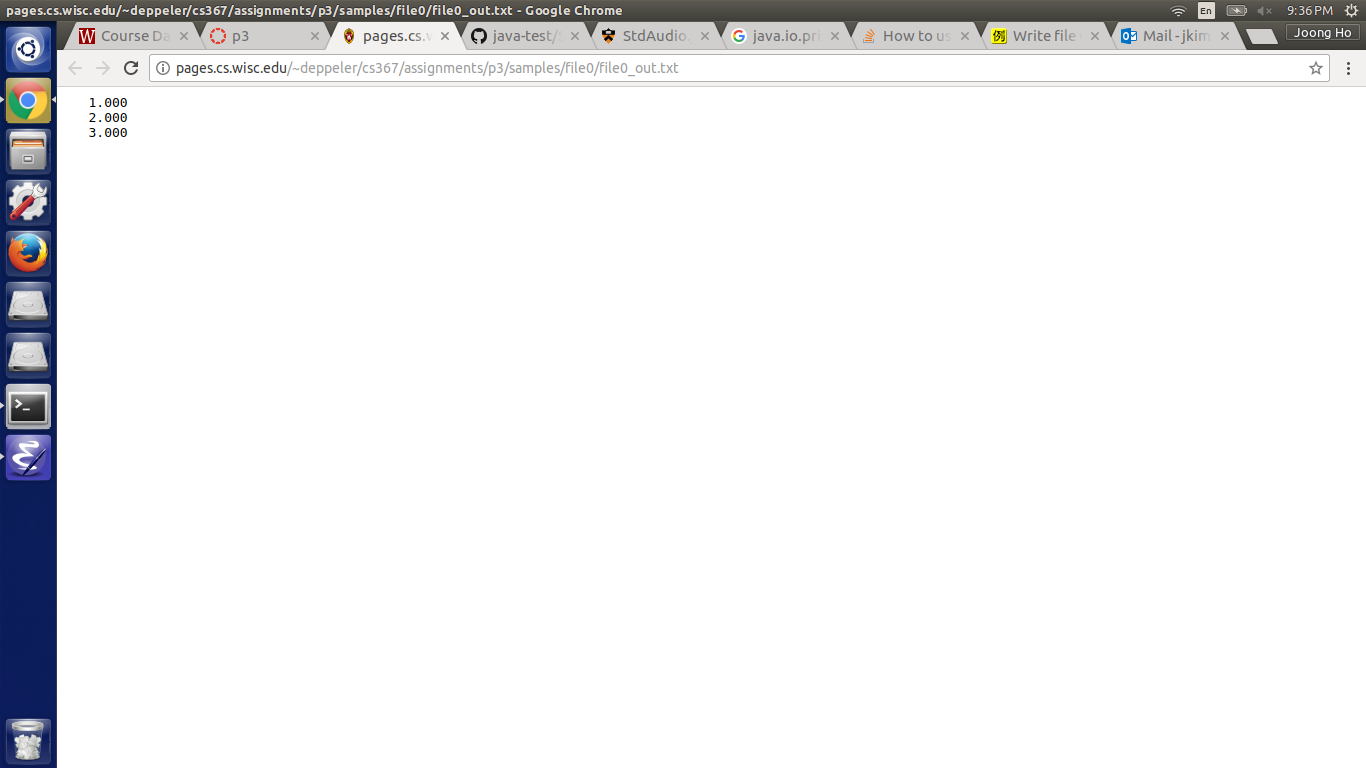 pages.cs.wisc.edu/~deppeler/cs367/assignments/p3/samples/file0/file0_out.txt - Google Chrome
En
9:36 PM
Course Da
p3
pages.cs.w
java-test/
StdAudio.
java.io.pri
How to us
Write file
Mail - jkim
Joong Ho
pages.cs.wisc.edu/~deppeler/cs367/assignments/p3/samples/file0/file0_out.txt
1.000
2.000
3.000